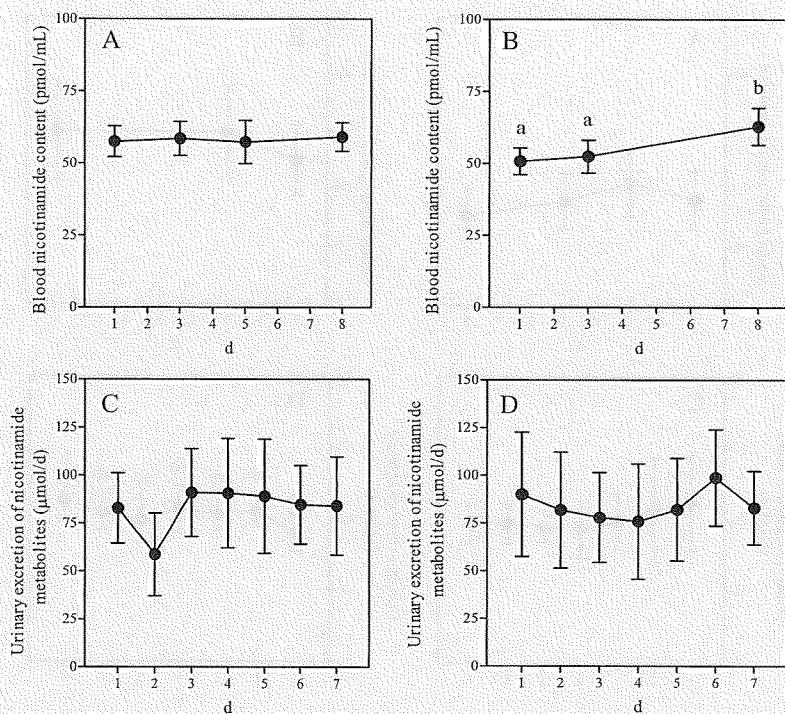 A
Blood nicotinamide content (pmol/mL)
100
75
50
25
0
1 2 3 4 5 6 7 8
d
B
Blood nicotinamide content (pmol/mL)
100
75
50
25
0
a
a
b
1 2 3 4 5 6 7 8
d
C
Urinary excretion of nicotinamide
metabolites (μmol/d)
150
125
100
75
50
25
0
1 2 3 4 5 6 7
d
D
Urinary excretion of nicotinamide
metabolites (μmol/d)
150
125
100
75
50
25
0
1 2 3 4 5 6 7
d